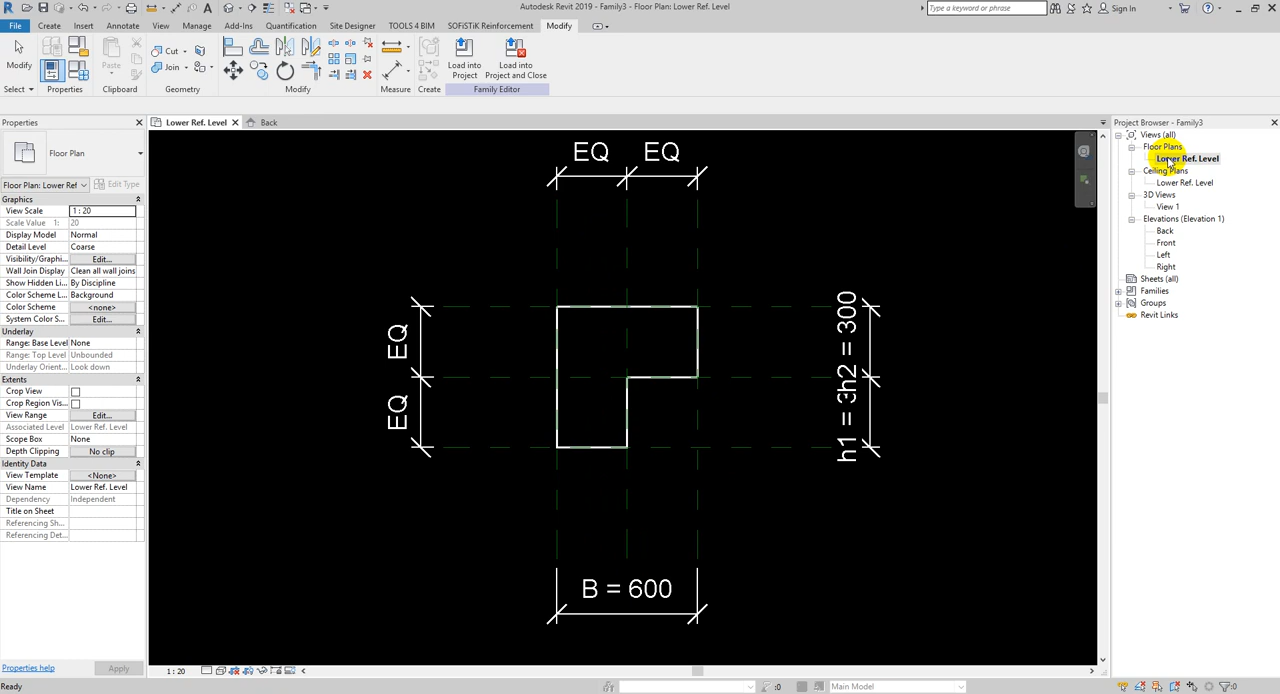 Autodesk Revit 2019 - Family3 - Floor Plan: Lower Ref. Level
Type a keyword or phrase
Sign In
File Create Insert Annotate View Manage Add-Ins Quantification Site Designer TOOLS 4 BIM SOFiSTiK Reinforcement Modify
Modify
Paste
Cut
Join
Load into Project
Load into Project and Close
Select Properties Clipboard Geometry Modify Measure Create Family Editor
Properties
Floor Plan
Floor Plan: Lower Ref
Edit Type
Graphics
View Scale 1 : 20
Scale Value 1: 20
Display Model Normal
Detail Level Coarse
Visibility/Graphi... Edit...
Wall Join Display Clean all wall joins
Show Hidden Li... By Discipline
Color Scheme L... Background
Color Scheme <none>
System Color S... Edit...
Underlay
Range: Base Level None
Range: Top Level Unbounded
Underlay Orient... Look down
Extents
Crop View
Crop Region Vis...
View Range Edit...
Associated Level Lower Ref. Level
Scope Box None
Depth Clipping No clip
Identity Data
View Template <None>
View Name Lower Ref. Level
Dependency Independent
Title on Sheet
Referencing Sh...
Referencing Det...
Properties help
Apply
Lower Ref. Level
Back
EQ EQ
EQ
EQ
h2 = 300
h1 = 3
B = 600
Project Browser - Family3
Views (all)
Floor Plans
Lower Ref. Level
Ceiling Plans
Lower Ref. Level
3D Views
View 1
Elevations (Elevation 1)
Back
Front
Left
Right
Sheets (all)
Families
Groups
Revit Links
1 : 20
Ready
:0
Main Model
:0